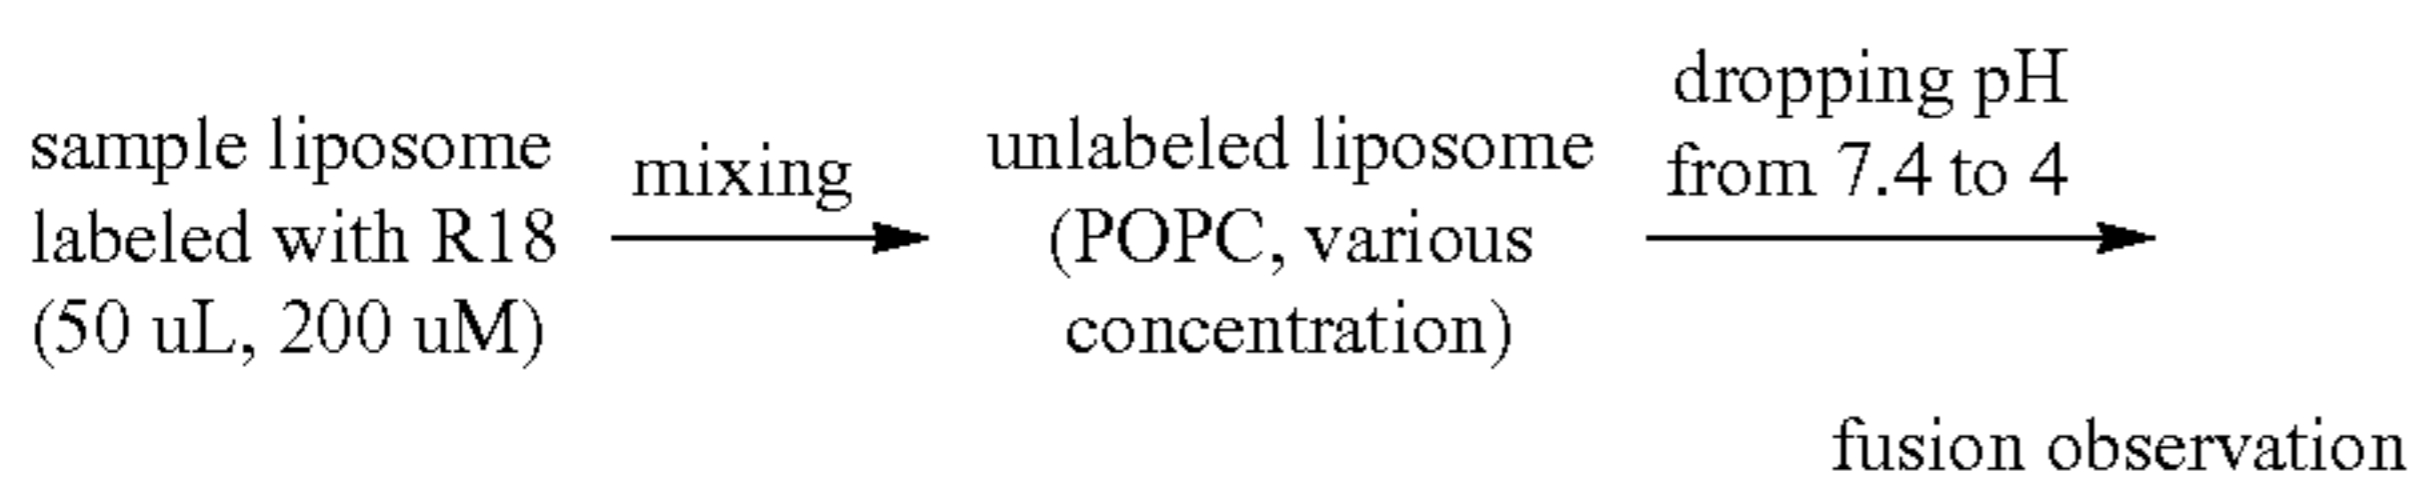 sample liposome
labeled with R18
(50 uL, 200 uM)
mixing
unlabeled liposome
(POPC, various
concentration)
dropping pH
from 7.4 to 4
fusion observation